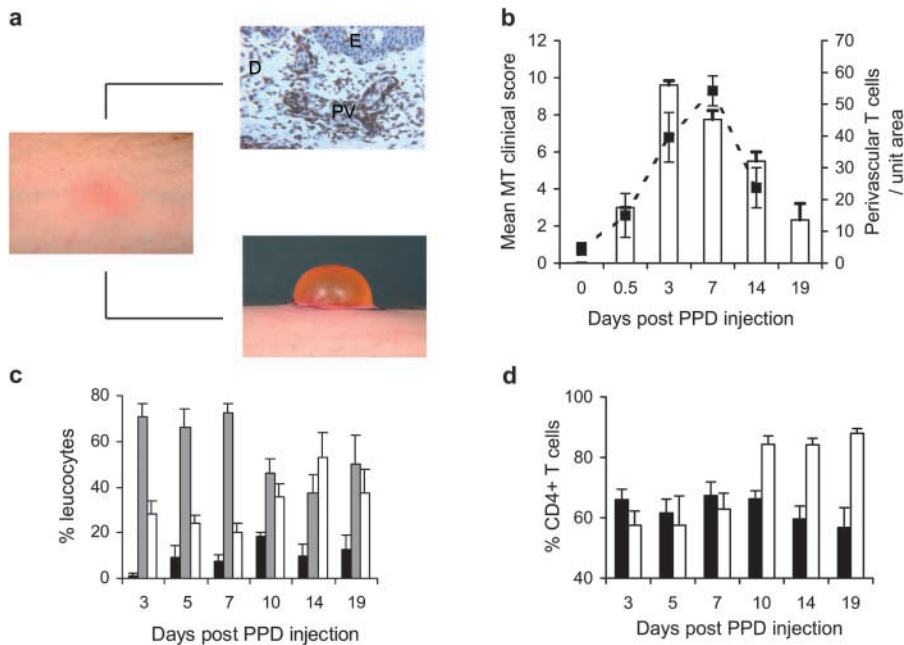 a
E
D
PV
b
12
10
8
6
4
2
0
Mean MT clinical score
70
60
50
40
30
20
10
0
Perivascular T cells
/ unit area
0 0.5 3 7 14 19
Days post PPD injection
c
80
60
40
20
0
% leucocytes
3 5 7 10 14 19
Days post PPD injection
d
100
80
60
40
% CD4+ T cells
3 5 7 10 14 19
Days post PPD injection